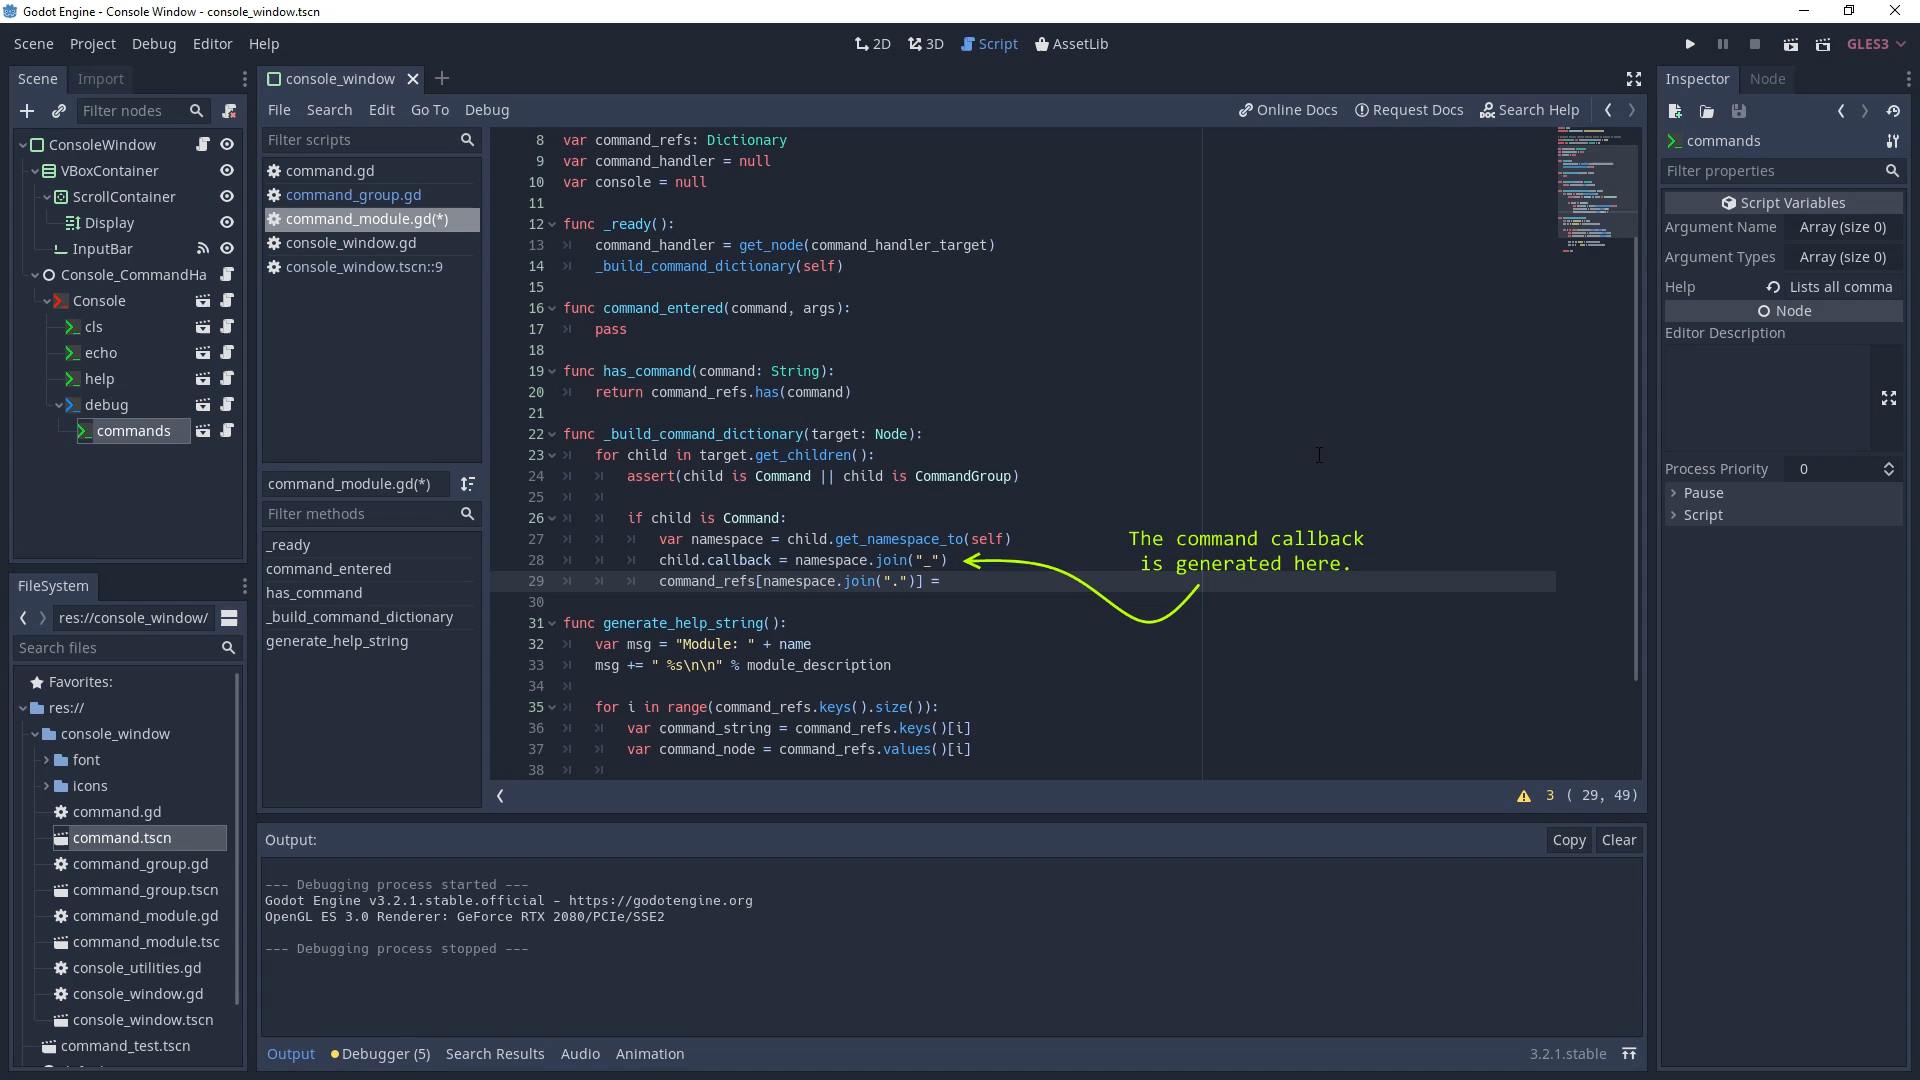 Godot Engine - Console Window - console_window.tscn
Scene Project Debug Editor Help
2D 3D Script AssetLib
GLES3
Scene Import
Filter nodes
ConsoleWindow
VBoxContainer
ScrollContainer
Display
InputBar
Console_CommandHa
Console
cls
echo
help
debug
commands
FileSystem
res://console_window/
Search files
Favorites:
res://
console_window
font
icons
command.gd
command.tscn
command_group.gd
command_group.tscn
command_module.gd
command_module.tsc
console_utilities.gd
console_window.gd
console_window.tscn
command_test.tscn
console_window
File Search Edit Go To Debug
Online Docs Request Docs Search Help
Filter scripts
command.gd
command_group.gd
command_module.gd(*)
console_window.gd
console_window.tscn::9
command_module.gd(*)
Filter methods
_ready
command_entered
has_command
_build_command_dictionary
generate_help_string
8 var command_refs: Dictionary
9 var command_handler = null
10 var console = null
11
12 func _ready():
13 command_handler = get_node(command_handler_target)
14 _build_command_dictionary(self)
15
16 func command_entered(command, args):
17 pass
18
19 func has_command(command: String):
20 return command_refs.has(command)
21
22 func _build_command_dictionary(target: Node):
23 for child in target.get_children():
24 assert(child is Command || child is CommandGroup)
25
26 if child is Command:
27 var namespace = child.get_namespace_to(self)
28 child.callback = namespace.join("_")
29 command_refs[namespace.join(".")] =
30
31 func generate_help_string():
32 var msg = "Module: " + name
33 msg += " %s\n\n" % module_description
34
35 for i in range(command_refs.keys().size()):
36 var command_string = command_refs.keys()[i]
37 var command_node = command_refs.values()[i]
38
The command callback
is generated here.
3 ( 29, 49)
Output:
Copy Clear
--- Debugging process started ---
Godot Engine v3.2.1.stable.official - https://godotengine.org
OpenGL ES 3.0 Renderer: GeForce RTX 2080/PCIe/SSE2
--- Debugging process stopped ---
Output Debugger (5) Search Results Audio Animation
3.2.1.stable
Inspector Node
commands
Filter properties
Script Variables
Argument Name Array (size 0)
Argument Types Array (size 0)
Help Lists all comma
Node
Editor Description
Process Priority 0
Pause
Script